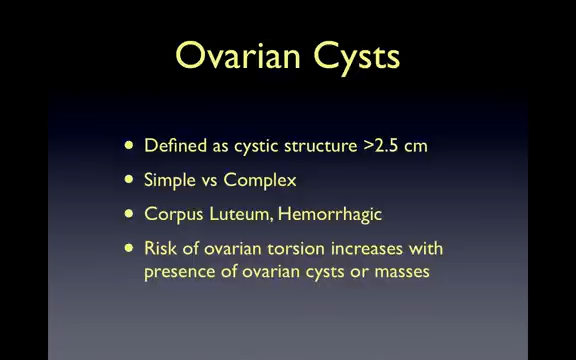 Ovarian Cysts
• Defined as cystic structure >2.5 cm
• Simple vs Complex
• Corpus Luteum, Hemorrhagic
• Risk of ovarian torsion increases with
presence of ovarian cysts or masses